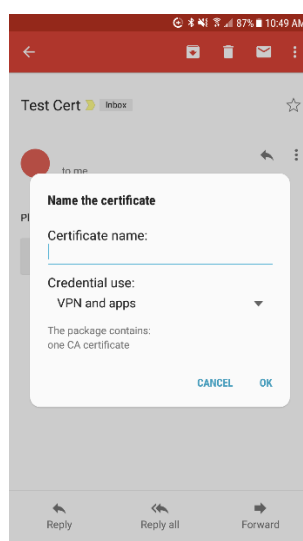 87% 10:49 AM
Test Cert Inbox
to me
Pl
Name the certificate
Certificate name:
Credential use:
VPN and apps
The package contains:
one CA certificate
CANCEL OK
Reply Reply all Forward